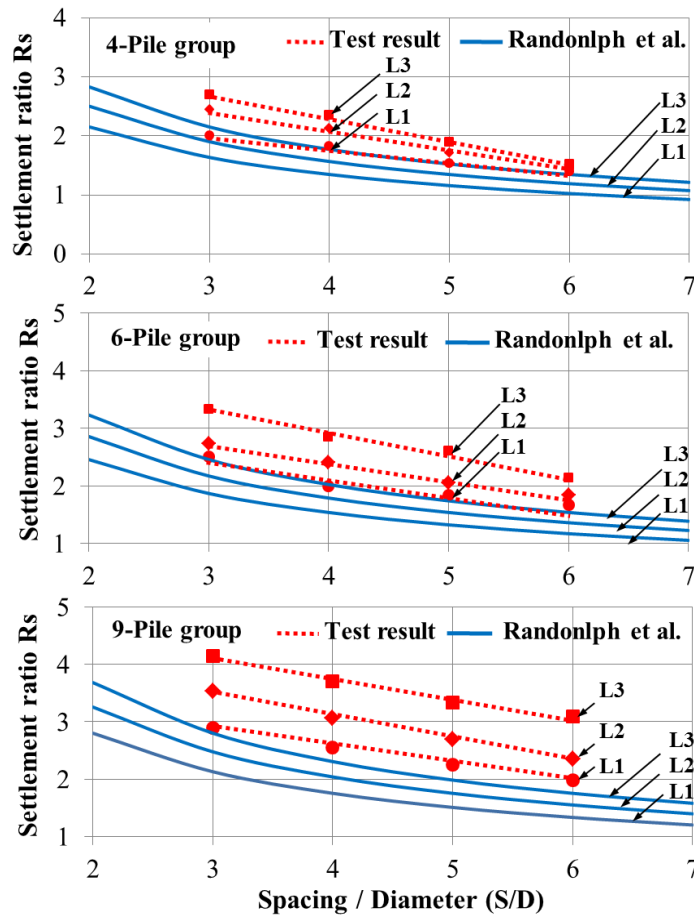 4-Pile group Test result Randonlph et al.
L3
L2
L1
L3
L2
L1
4
3
2
1
0
Settlement ratio Rs
2 3 4 5 6 7
6-Pile group Test result Randonlph et al.
L3
L2
L1
L3
L2
L1
5
4
3
2
1
Settlement ratio Rs
2 3 4 5 6 7
9-Pile group Test result Randonlph et al.
L3
L2
L1
L3
L2
L1
5
4
3
2
1
Settlement ratio Rs
2 3 4 5 6 7
Spacing / Diameter (S/D)